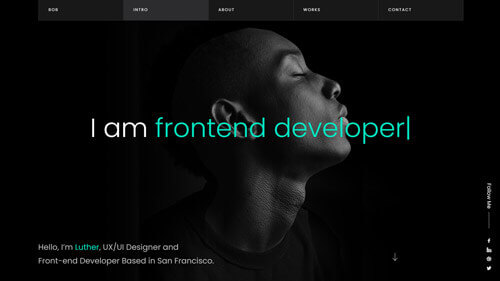 ROB
INTRO
ABOUT
WORKS
CONTACT
I am frontend developer|
Hello, I'm Luther, UX/UI Designer and
Front-end Developer Based in San Francisco.
Follow Me